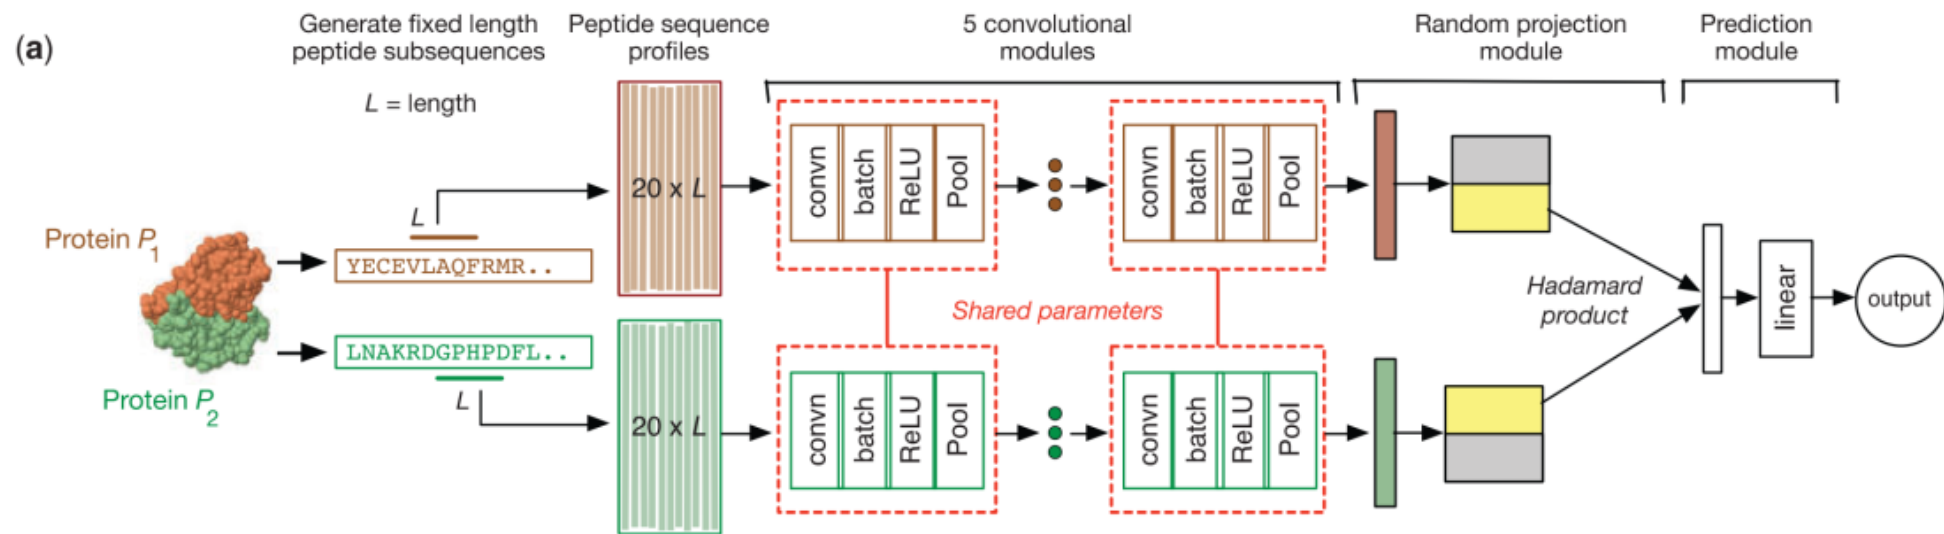 (a)
Generate fixed length
peptide subsequences
L = length
Peptide sequence
profiles
5 convolutional
modules
Random projection
module
Prediction
module
Protein P1
L
YECEVLAQFRMR..
20 x L
convn
batch
ReLU
Pool
convn
batch
ReLU
Pool
Shared parameters
Hadamard
product
linear
output
Protein P2
LNAKRDGPHPDFL..
L
20 x L
convn
batch
ReLU
Pool
convn
batch
ReLU
Pool